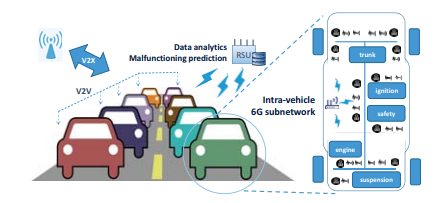 V2X
V2V
Data analytics
Malfunctioning prediction
RSU
Intra-vehicle
6G subnetwork
trunk
ignition
safety
engine
suspension